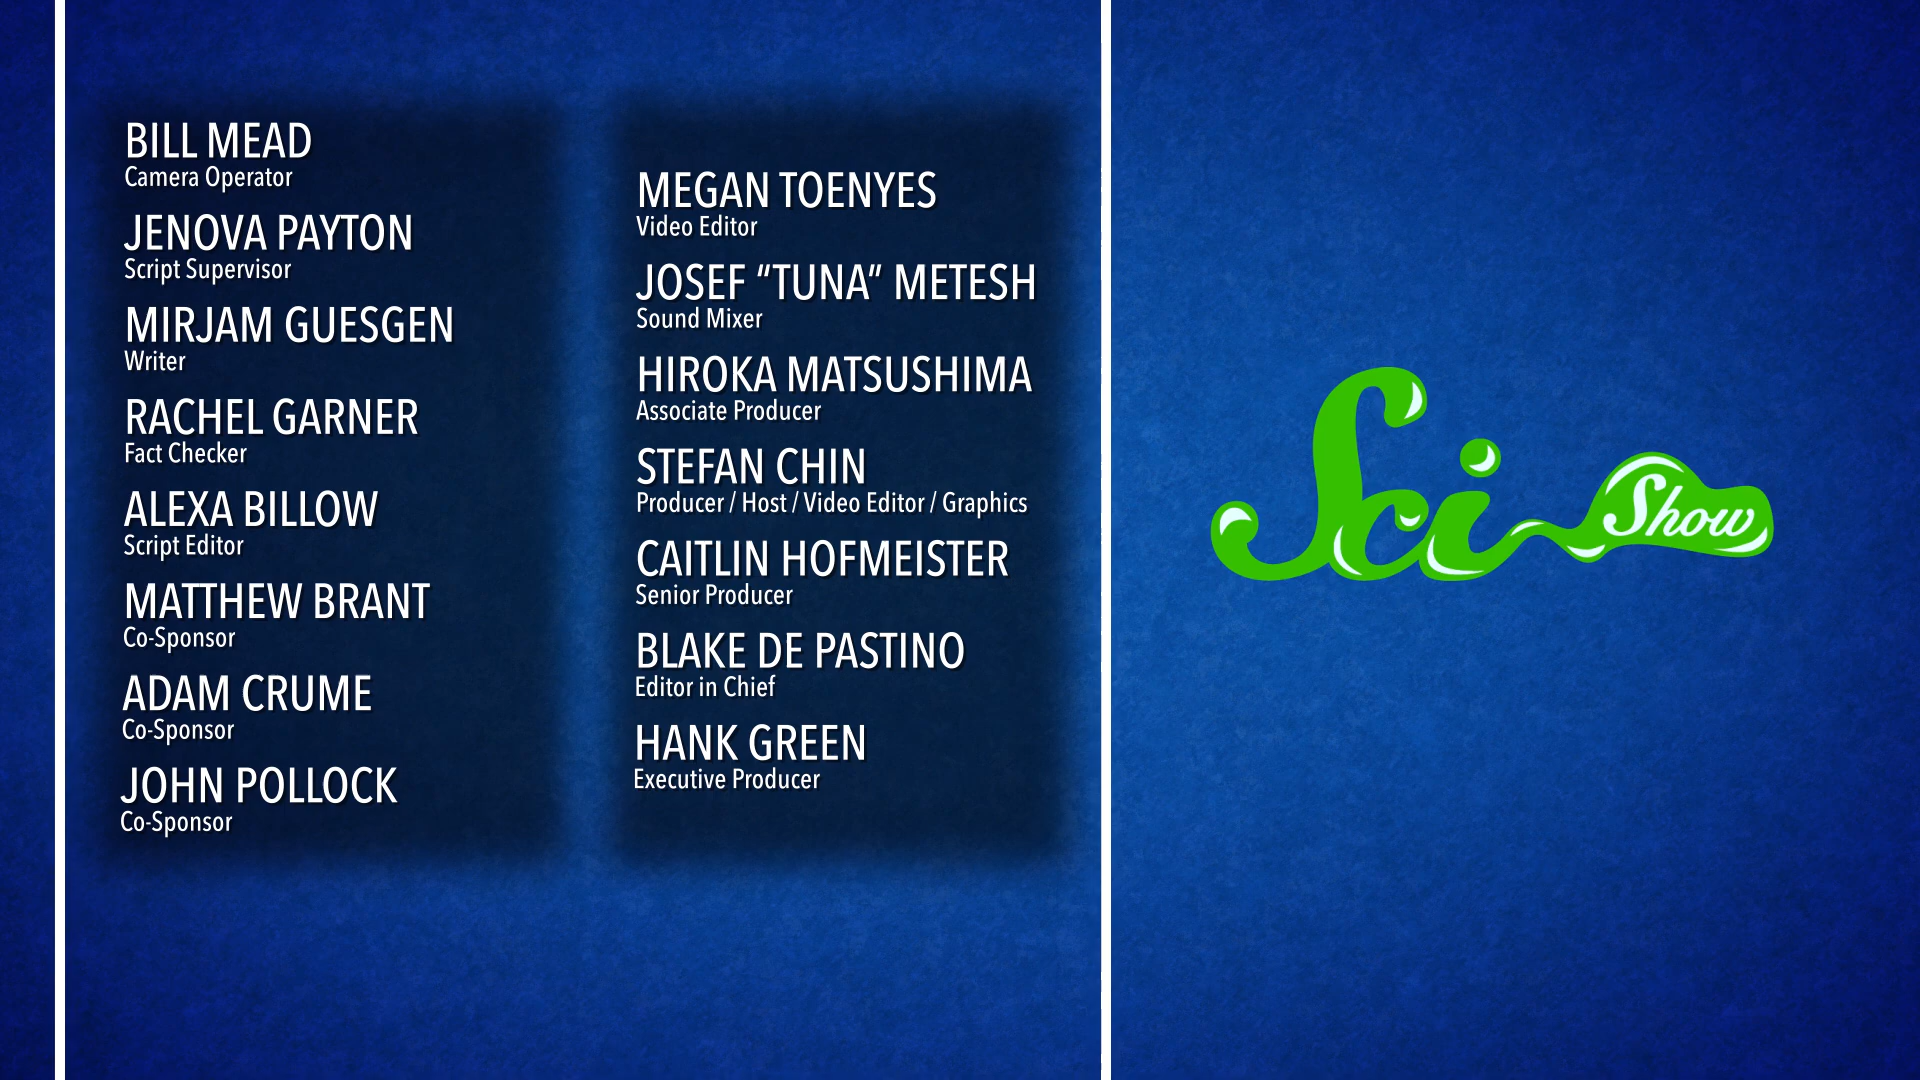 BILL MEAD
Camera Operator
JENOVA PAYTON
Script Supervisor
MIRJAM GUESGEN
Writer
RACHEL GARNER
Fact Checker
ALEXA BILLOW
Script Editor
MATTHEW BRANT
Co-Sponsor
ADAM CRUME
Co-Sponsor
JOHN POLLOCK
Co-Sponsor
MEGAN TOENYES
Video Editor
JOSEF “TUNA” METESH
Sound Mixer
HIROKA MATSUSHIMA
Associate Producer
STEFAN CHIN
Producer / Host / Video Editor / Graphics
CAITLIN HOFMEISTER
Senior Producer
BLAKE DE PASTINO
Editor in Chief
HANK GREEN
Executive Producer
Sci Show